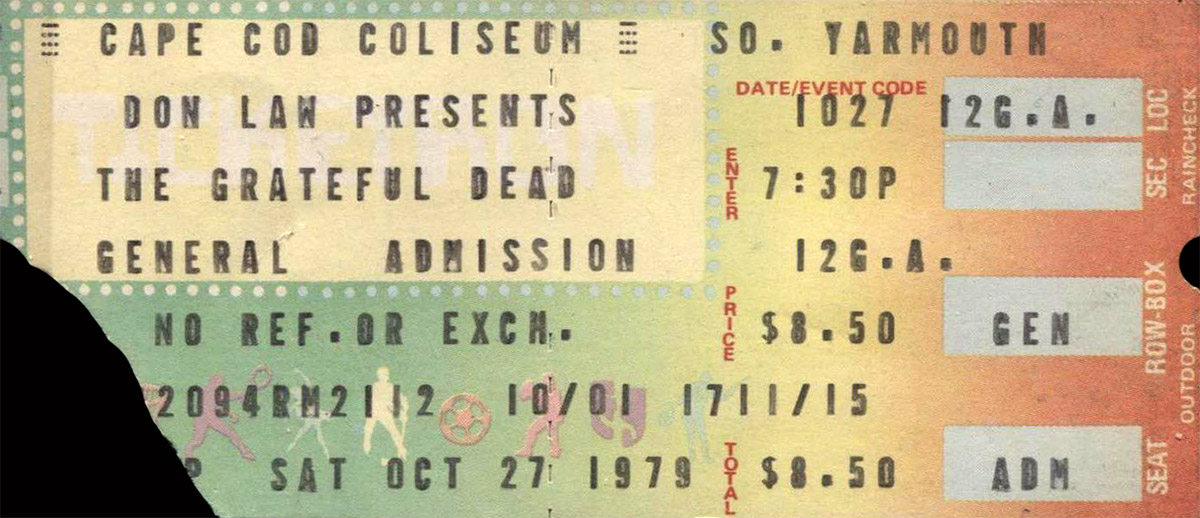 CAPE COD COLISEUM SO. YARMOUTH
DATE/EVENT CODE
DON LAW PRESENTS 1027 12G.A.
THE GRATEFUL DEAD ENTER 7:30P
GENERAL ADMISSION 12G.A.
NO REF.OR EXCH. PRICE $8.50 GEN
2094RM2112 10/01 1711/15
P SAT OCT 27 1979 TOTAL $8.50 ADM
LOC
SEC
ROW-BOX
SEAT
RAINCHECK
OUTDOOR
TICKETRON